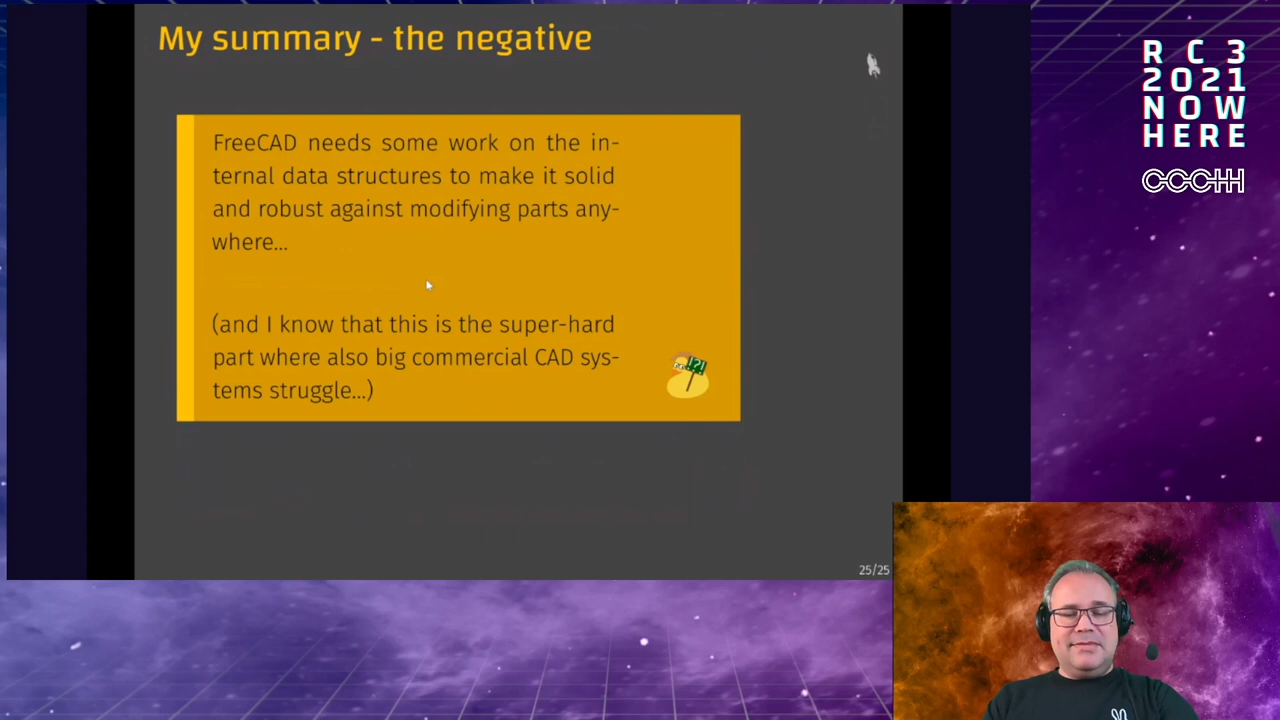 My summary - the negative
FreeCAD needs some work on the in-
ternal data structures to make it solid
and robust against modifying parts any-
where...
(and I know that this is the super-hard
part where also big commercial CAD sys-
tems struggle...)
!?!
25/25
R C 3
2021
NOW
HERE
CCCHH